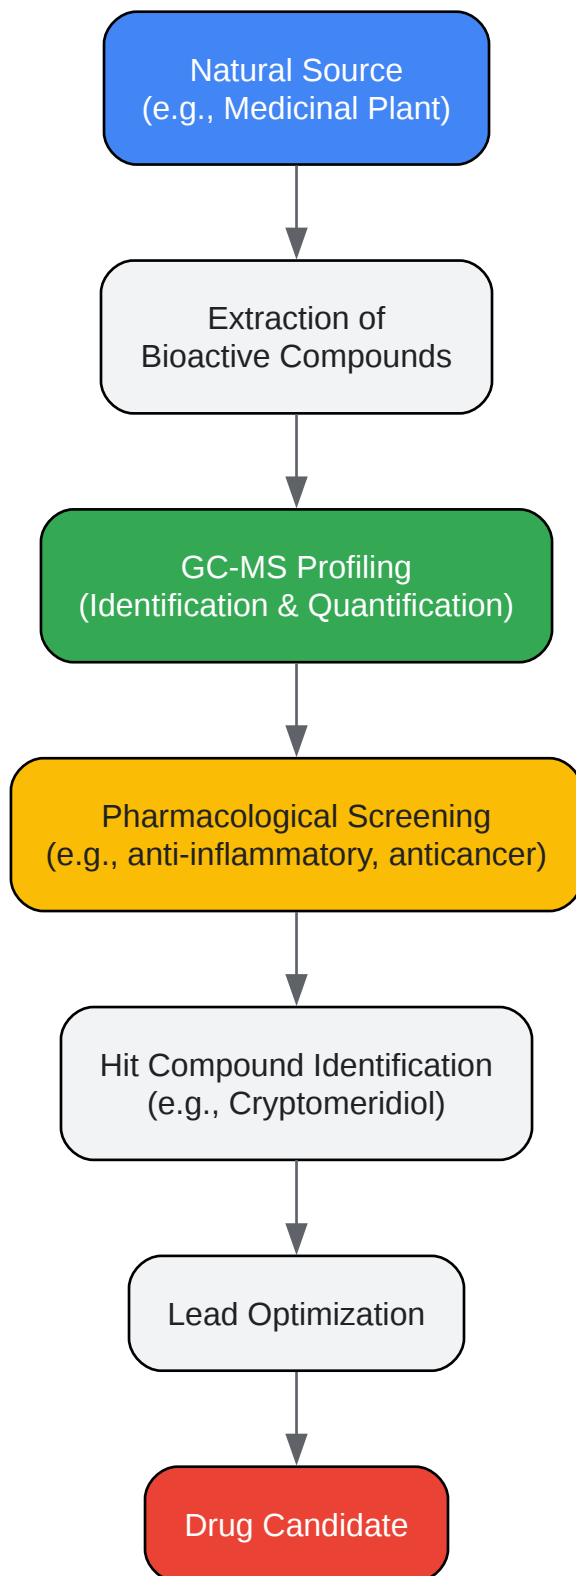 Natural Source
(e.g., Medicinal Plant)
Extraction of
Bioactive Compounds
GC-MS Profiling
(Identification & Quantification)
Pharmacological Screening
(e.g., anti-inflammatory, anticancer)
Hit Compound Identification
(e.g., Cryptomeridiol)
Lead Optimization
Drug Candidate